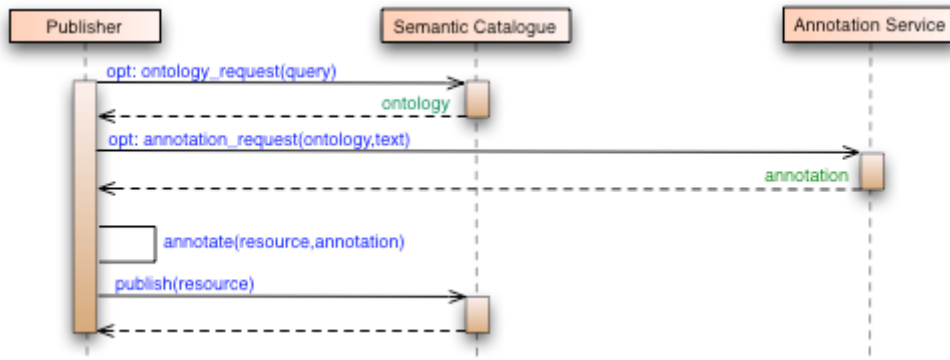 Publisher
Semantic Catalogue
Annotation Service
opt: ontology_request(query)
ontology
opt: annotation_request(ontology,text)
annotation
annotate(resource,annotation)
publish(resource)